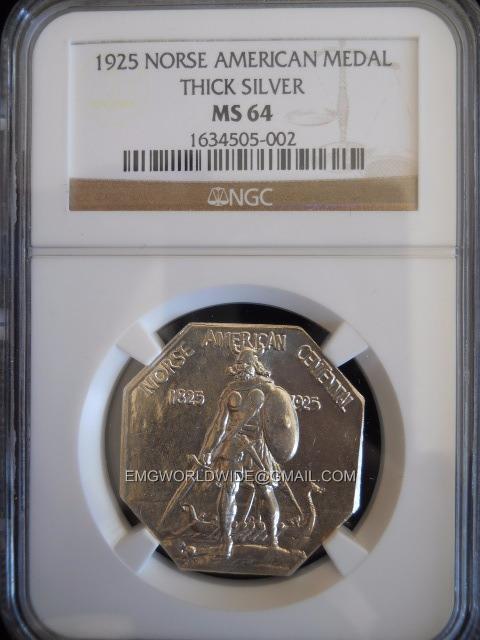 1925 NORSE AMERICAN MEDAL
THICK SILVER
MS 64
1634505-002
NGC
NORSE AMERICAN CENTENNIAL
1825 1925
EMGWORLDWIDE@GMAIL.COM